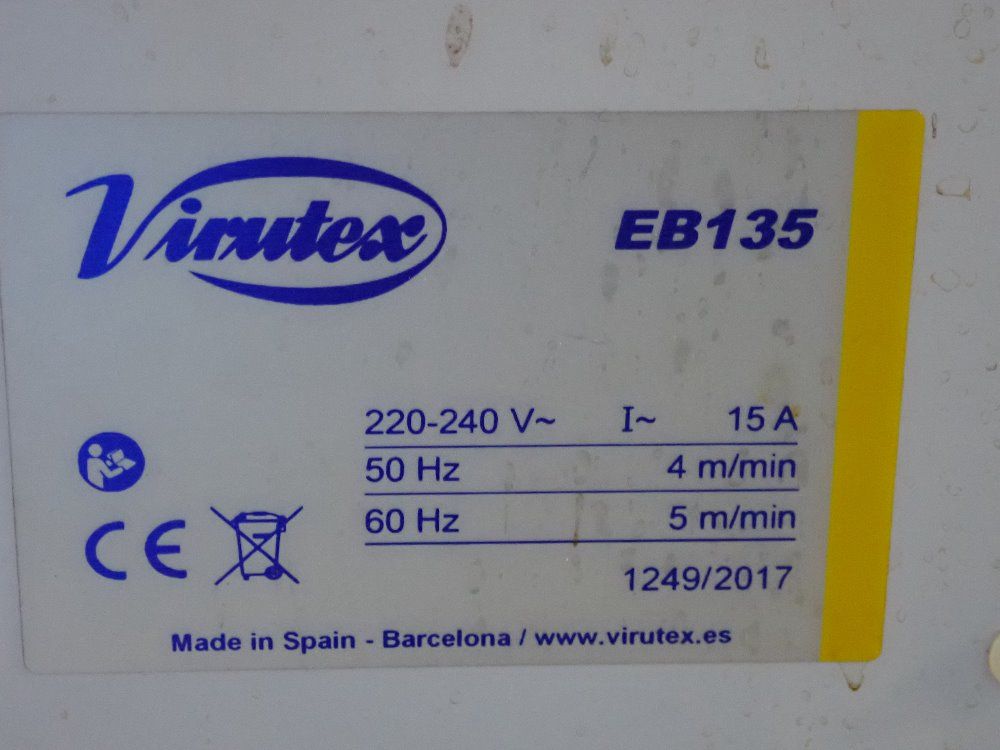 Virutex
EB135
220-240 V~ I~ 15 A
50 Hz 4 m/min
60 Hz 5 m/min
CE
1249/2017
Made in Spain - Barcelona / www.virutex.es